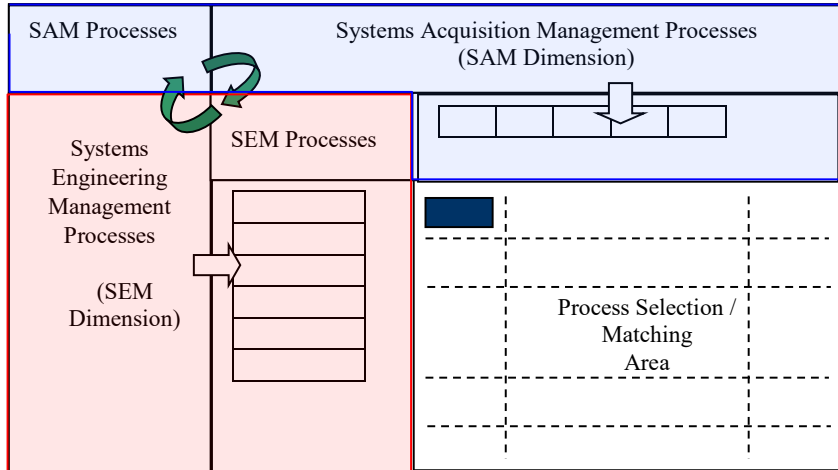 SAM Processes
Systems Acquisition Management Processes
(SAM Dimension)
SEM Processes
Systems
Engineering
Management
Processes
(SEM
Dimension)
Process Selection /
Matching
Area